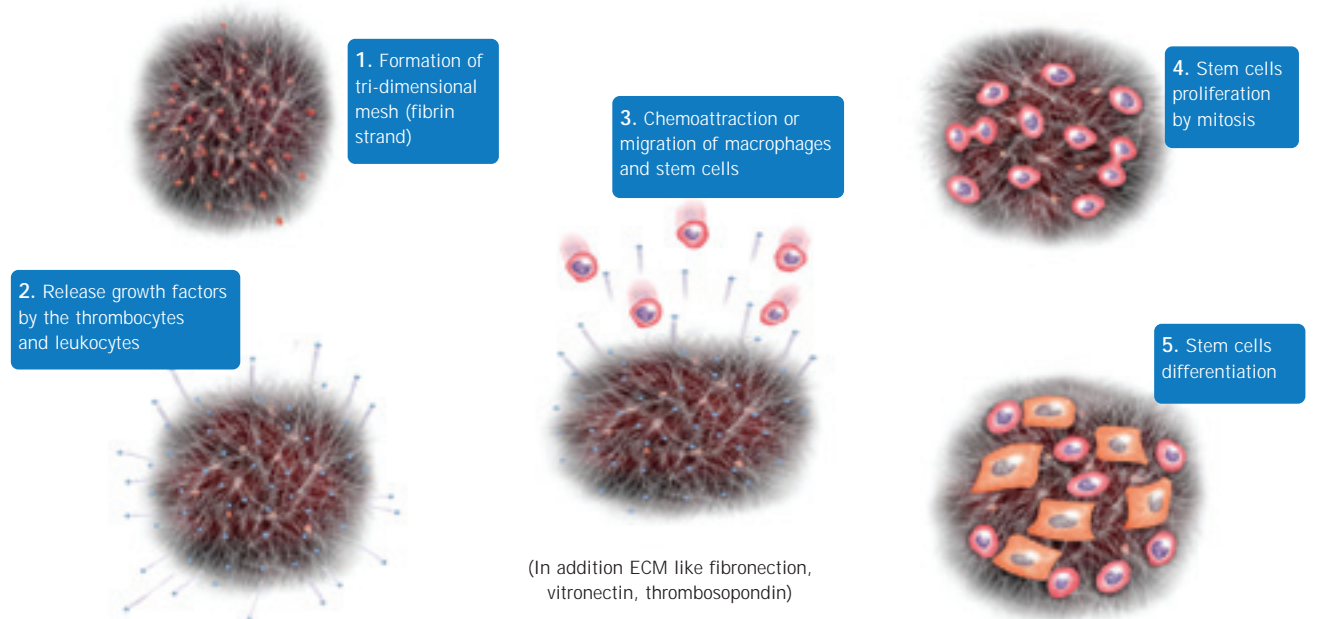 1. Formation of
tri-dimensional
mesh (fibrin
strand)
2. Release growth factors
by the thrombocytes
and leukocytes
3. Chemoattraction or
migration of macrophages
and stem cells
(In addition ECM like fibronection,
vitronectin, thrombosopondin)
4. Stem cells
proliferation
by mitosis
5. Stem cells
differentiation